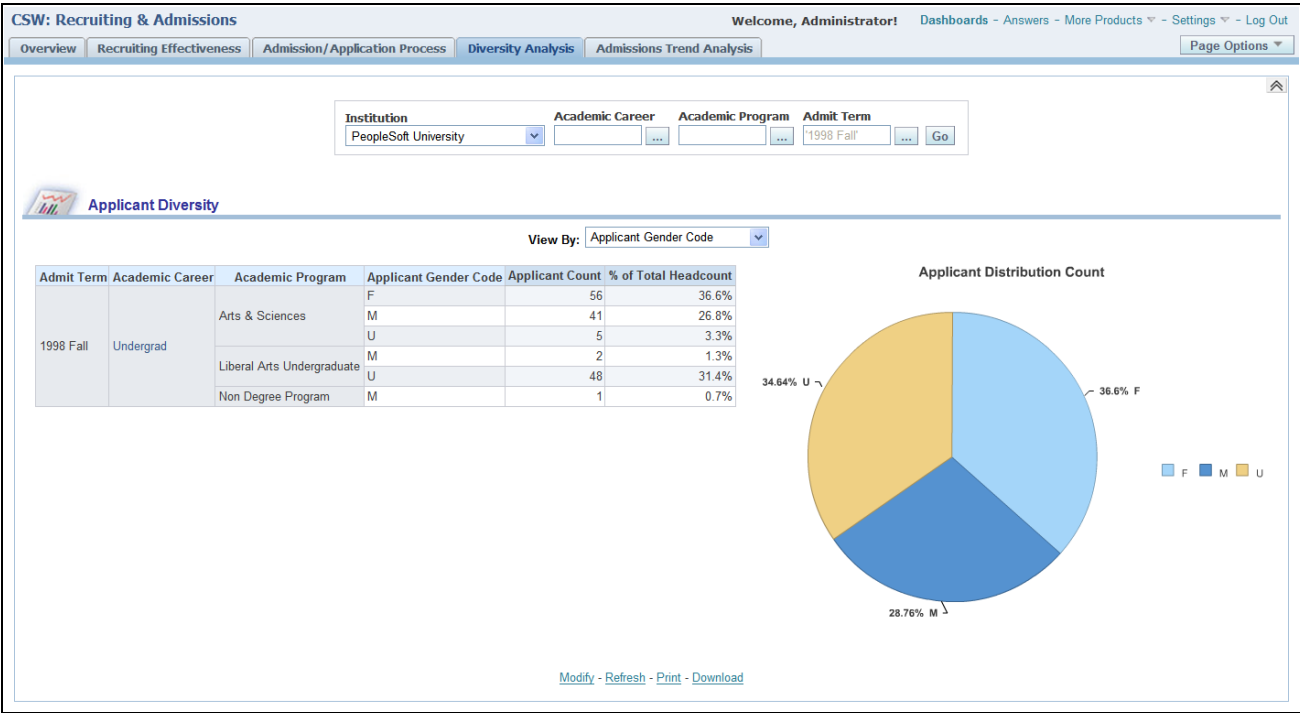 CSW: Recruiting & Admissions Welcome, Administrator! Dashboards - Answers - More Products - Settings - Log Out
Overview Recruiting Effectiveness Admission/Application Process Diversity Analysis Admissions Trend Analysis Page Options
Institution Academic Career Academic Program Admit Term
PeopleSoft University ... ... '1998 Fall' ... Go
Applicant Diversity
View By: Applicant Gender Code
Admit Term Academic Career Academic Program Applicant Gender Code Applicant Count % of Total Headcount
1998 Fall Undergrad Arts & Sciences F 56 36.6%
M 41 26.8%
U 5 3.3%
Liberal Arts Undergraduate M 2 1.3%
U 48 31.4%
Non Degree Program M 1 0.7%
Applicant Distribution Count
34.64% U
36.6% F
28.76% M
F M U
Modify - Refresh - Print - Download